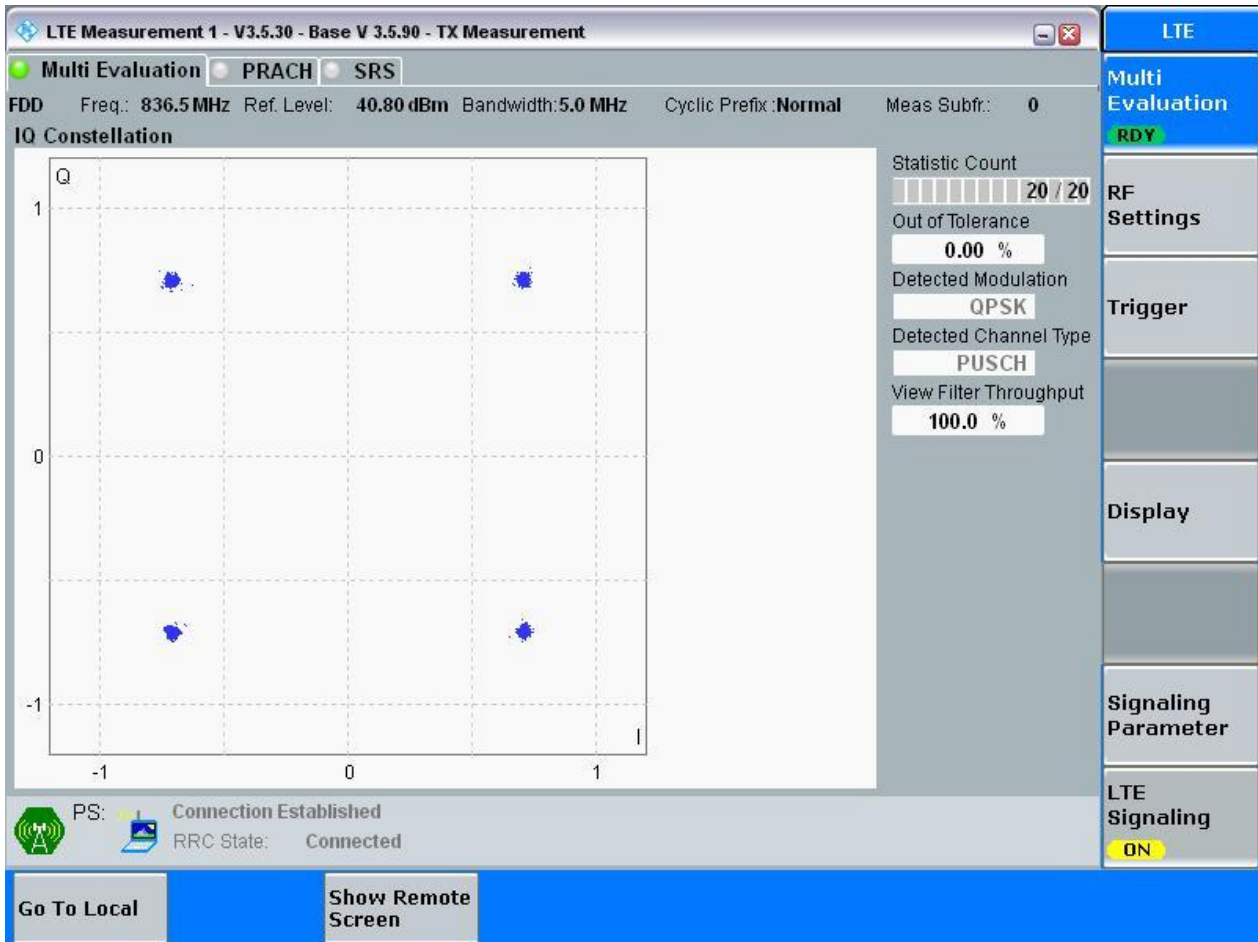 LTE Measurement 1 - V3.5.30 - Base V 3.5.90 - TX Measurement
LTE
Multi Evaluation PRACH SRS
FDD Freq.: 836.5 MHz Ref. Level: 40.80 dBm Bandwidth:5.0 MHz Cyclic Prefix :Normal Meas Subfr.: 0
IQ Constellation
Q
1
0
-1
-1 0 1
I
Statistic Count
20 / 20
Out of Tolerance
0.00 %
Detected Modulation
QPSK
Detected Channel Type
PUSCH
View Filter Throughput
100.0 %
Multi
Evaluation
RDY
RF
Settings
Trigger
Display
Signaling
Parameter
LTE
Signaling
ON
PS: Connection Established
RRC State: Connected
Go To Local
Show Remote
Screen